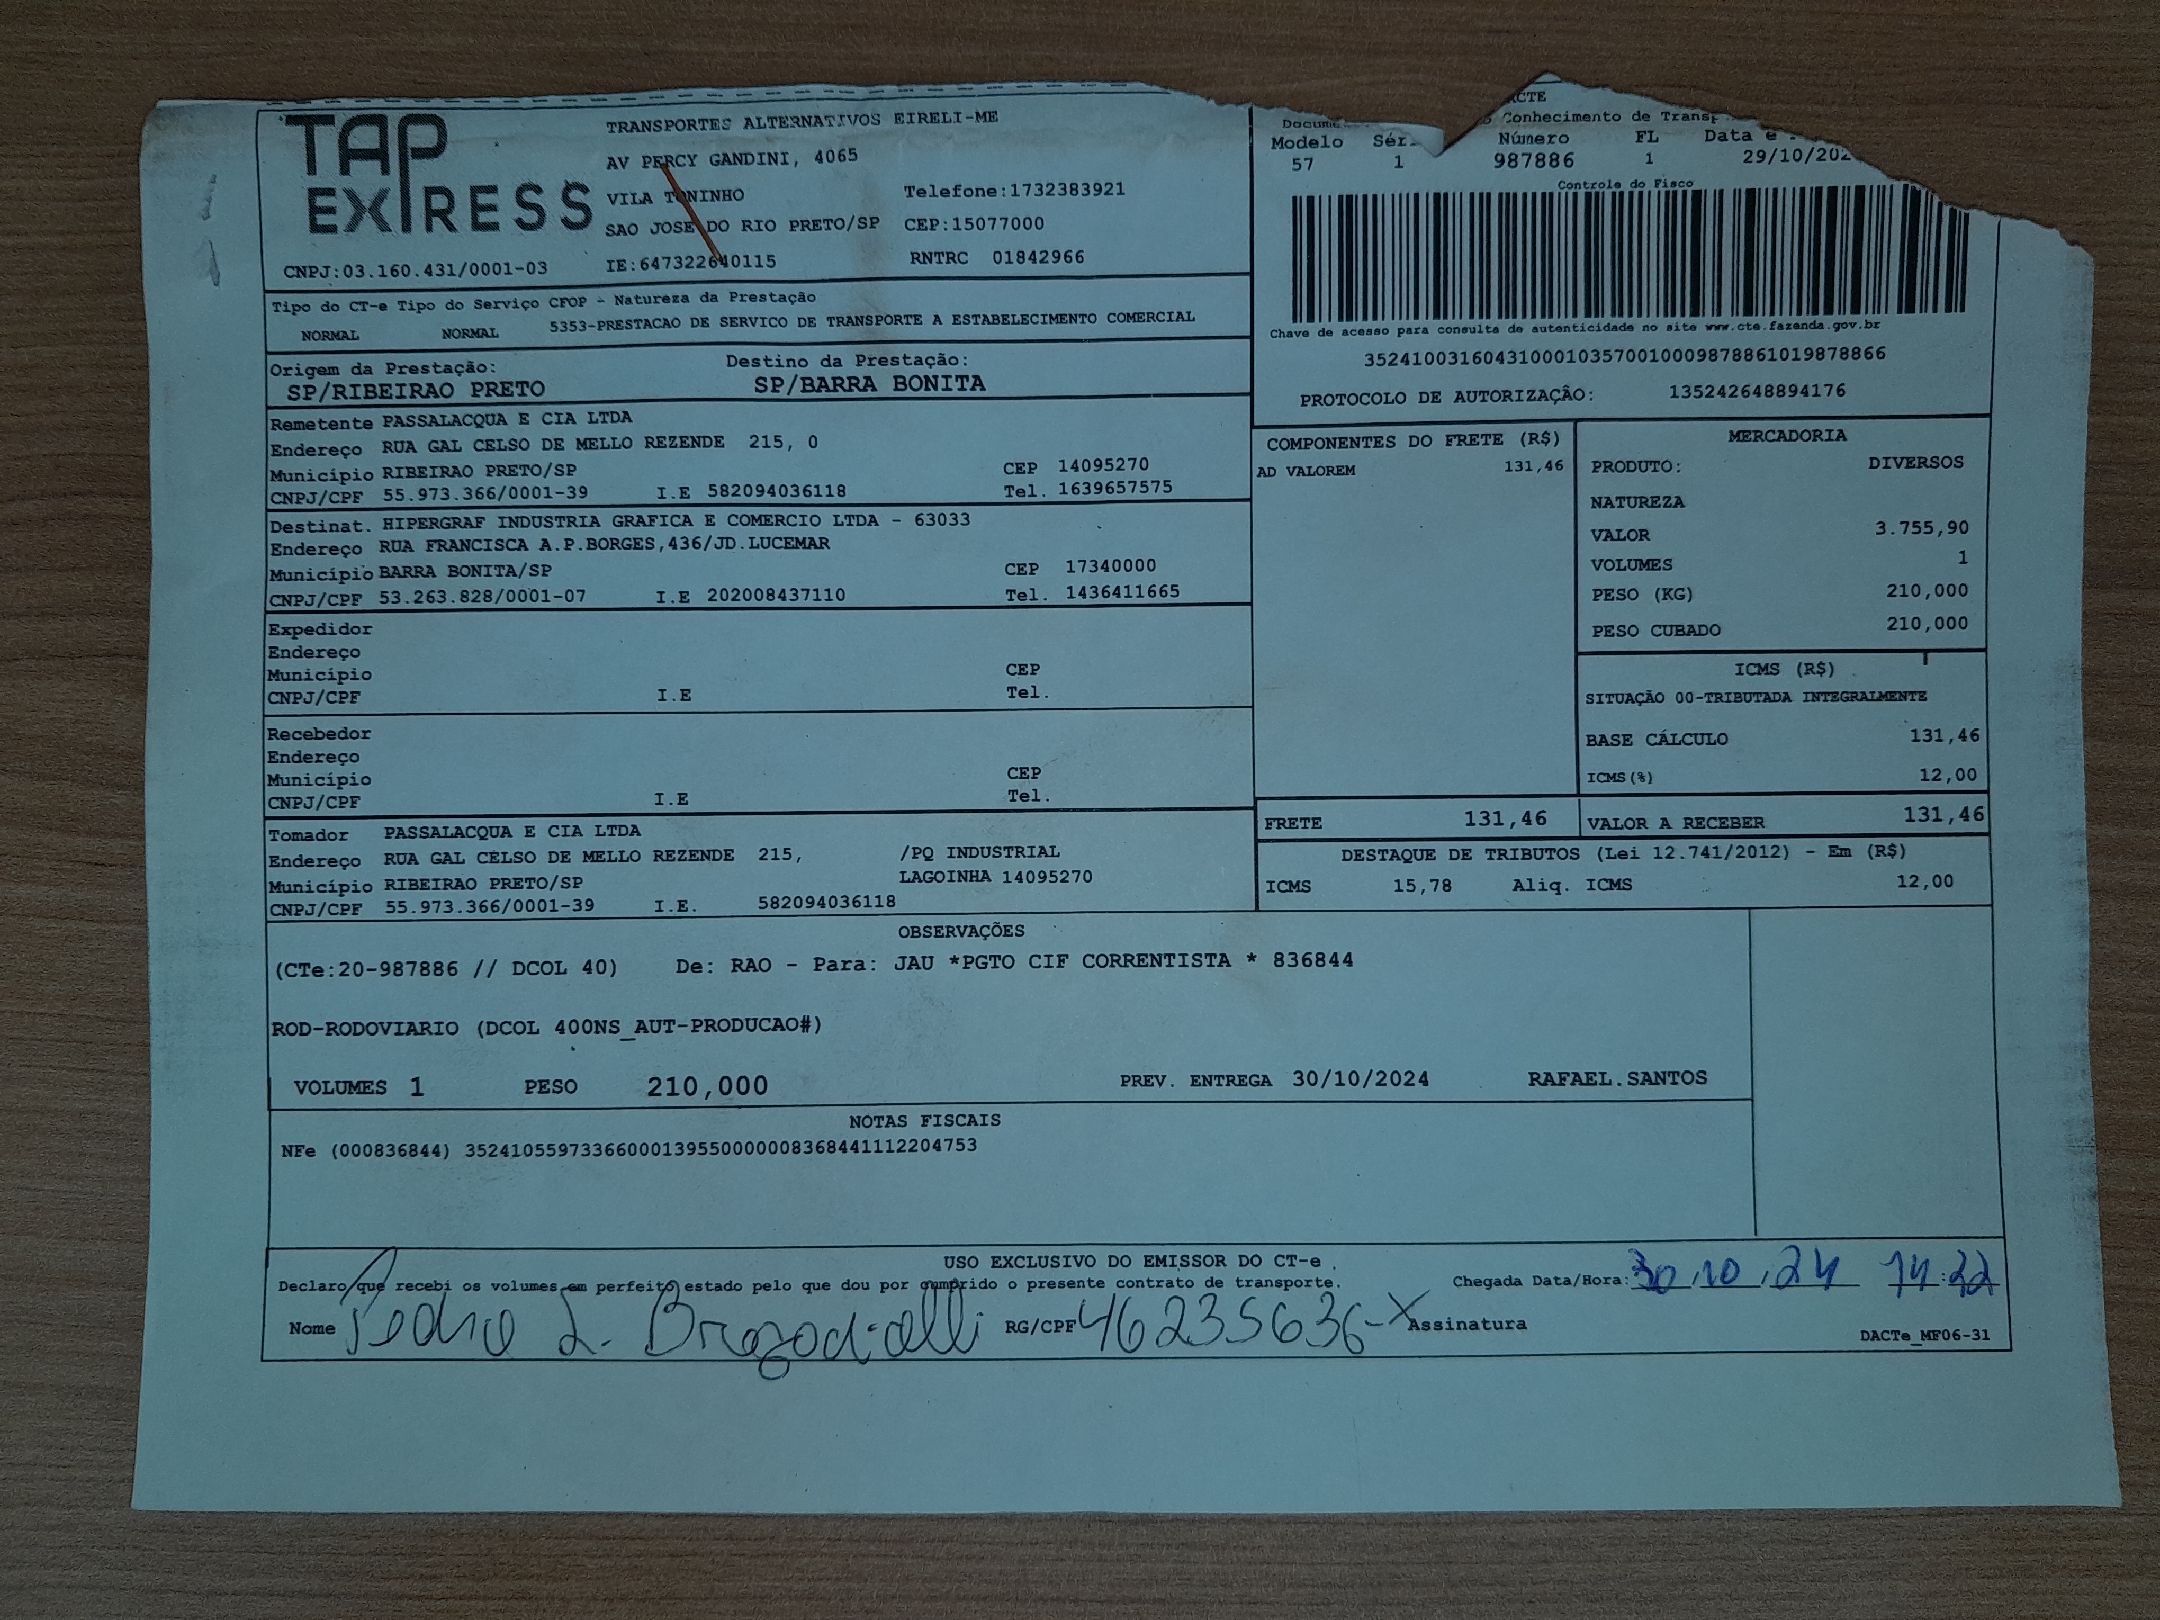 TAP
EXPRESS
CNPJ:03.160.431/0001-03
TRANSPORTES ALTERNATIVOS EIRELI-ME
AV PERCY GANDINI, 4065
VILA TONINHO
Telefone:1732383921
SAO JOSE DO RIO PRETO/SP CEP:15077000
IE:647322640115
RNTRC 01842966
Conhecimento de Transp
Modelo Número FL Data e
57 1 987886 1 29/10/202
Controle do Fisco
Chave de acesso para consulta de autenticidade no site www.cte.fazenda.gov.br
35241003160431000103570010009878861019878866
PROTOCOLO DE AUTORIZAÇÃO: 135242648894176
Tipo do CT-e Tipo do Serviço CFOP - Natureza da Prestação
NORMAL NORMAL 5353-PRESTACAO DE SERVICO DE TRANSPORTE A ESTABELECIMENTO COMERCIAL
Origem da Prestação: Destino da Prestação:
SP/RIBEIRAO PRETO SP/BARRA BONITA
Remetente PASSALACQUA E CIA LTDA
Endereço RUA GAL CELSO DE MELLO REZENDE 215, 0
Município RIBEIRAO PRETO/SP CEP 14095270
CNPJ/CPF 55.973.366/0001-39 I.E 582094036118 Tel. 1639657575
Destinat. HIPERGRAF INDUSTRIA GRAFICA E COMERCIO LTDA - 63033
Endereço RUA FRANCISCA A.P.BORGES,436/JD.LUCEMAR
Município BARRA BONITA/SP CEP 17340000
CNPJ/CPF 53.263.828/0001-07 I.E 202008437110 Tel. 1436411665
Expedidor
Endereço
Município CEP
CNPJ/CPF I.E Tel.
Recebedor
Endereço
Município CEP
CNPJ/CPF I.E Tel.
Tomador PASSALACQUA E CIA LTDA
Endereço RUA GAL CELSO DE MELLO REZENDE 215, /PQ INDUSTRIAL
Município RIBEIRAO PRETO/SP LAGOINHA 14095270
CNPJ/CPF 55.973.366/0001-39 I.E. 582094036118
COMPONENTES DO FRETE (R$)
AD VALOREM 131,46
MERCADORIA
PRODUTO: DIVERSOS
NATUREZA
VALOR 3.755,90
VOLUMES 1
PESO (KG) 210,000
PESO CUBADO 210,000
ICMS (R$)
SITUAÇÃO 00-TRIBUTADA INTEGRALMENTE
BASE CÁLCULO 131,46
ICMS(%) 12,00
FRETE 131,46 VALOR A RECEBER 131,46
DESTAQUE DE TRIBUTOS (Lei 12.741/2012) - Em (R$)
ICMS 15,78 Aliq. ICMS 12,00
OBSERVAÇÕES
(CTe:20-987886 // DCOL 40) De: RAO - Para: JAU *PGTO CIF CORRENTISTA * 836844
ROD-RODOVIARIO (DCOL 400NS_AUT-PRODUCAO#)
VOLUMES 1 PESO 210,000 PREV. ENTREGA 30/10/2024 RAFAEL.SANTOS
NOTAS FISCAIS
NFe (000836844) 35241055973366000139550000008368441112204753
USO EXCLUSIVO DO EMISSOR DO CT-e
Declaro que recebi os volumes em perfeito estado pelo que dou por cumprido o presente contrato de transporte. Chegada Data/Hora: 30.10.24 14:22
Nome Pedro L. RG/CPF 46235636-X Assinatura
DACTe_MF06-31